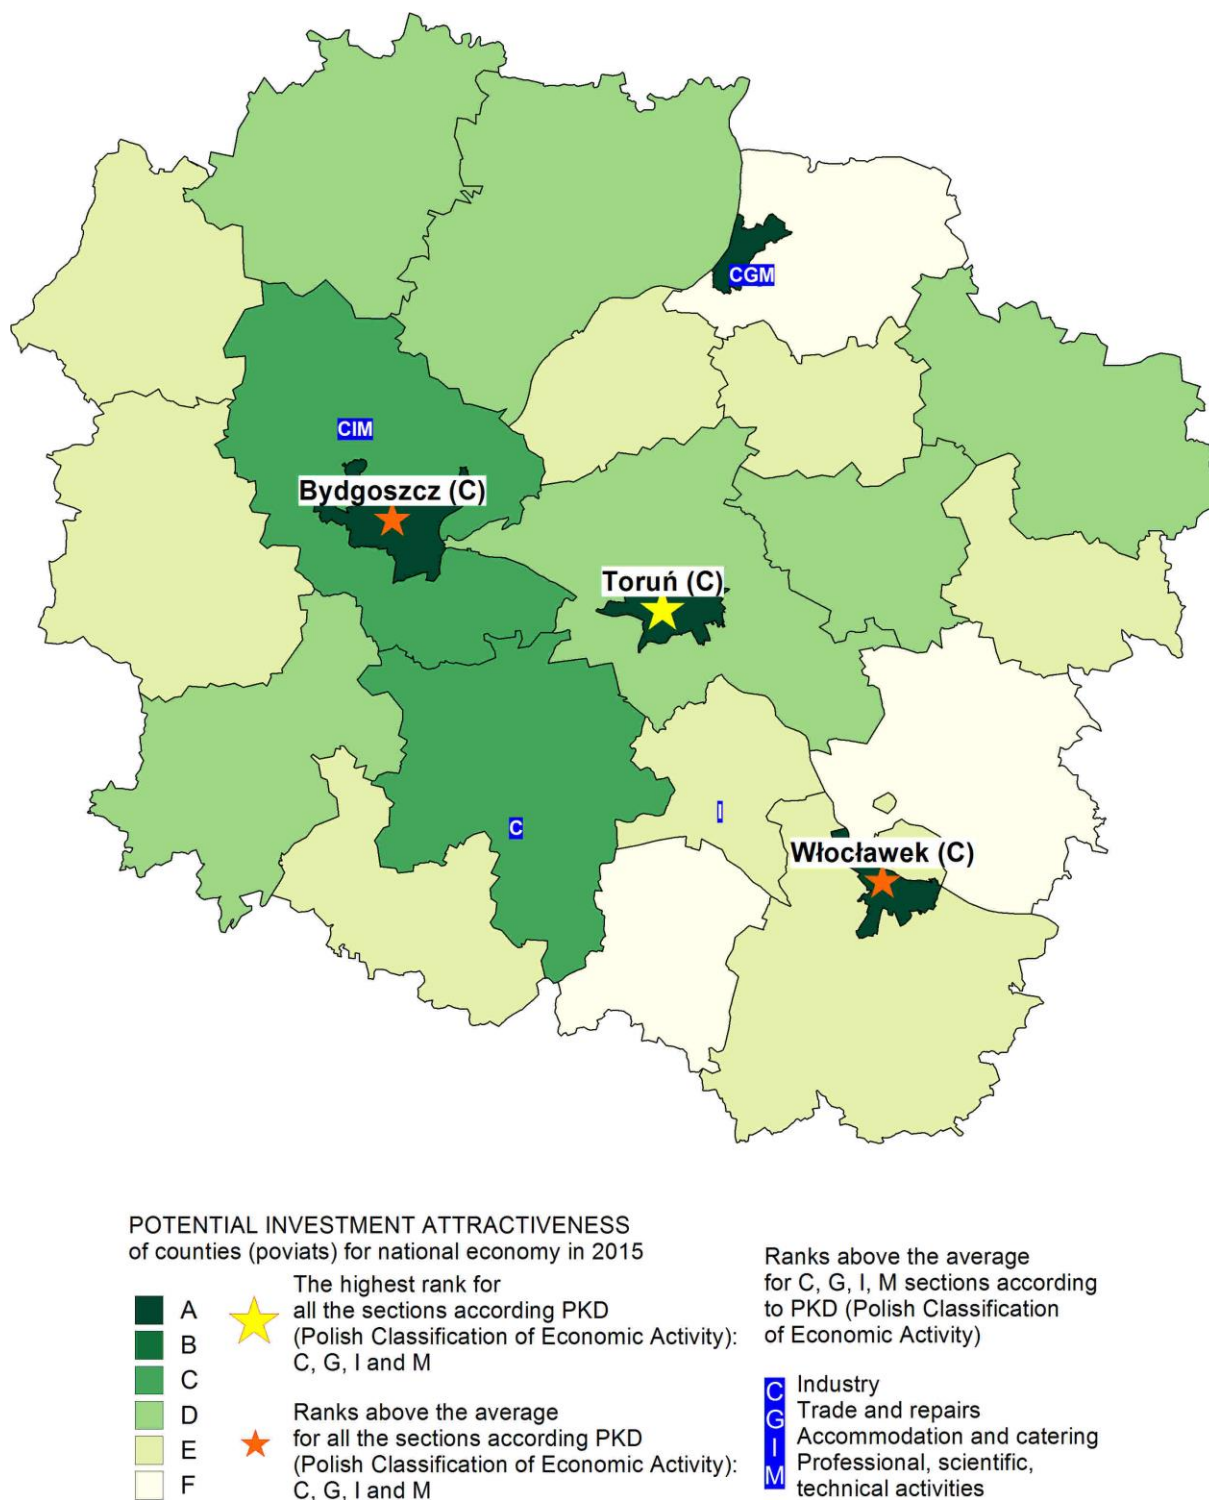 CGM
CIM
Bydgoszcz (C)
Toruń (C)
I
C
Włocławek (C)
POTENTIAL INVESTMENT ATTRACTIVENESS
of counties (poviats) for national economy in 2015
A
B
C
D
E
F
The highest rank for
all the sections according PKD
(Polish Classification of Economic Activity):
C, G, I and M
Ranks above the average
for all the sections according PKD
(Polish Classification of Economic Activity):
C, G, I and M
Ranks above the average
for C, G, I, M sections according
to PKD (Polish Classification
of Economic Activity)
C Industry
G Trade and repairs
I Accommodation and catering
M Professional, scientific,
technical activities